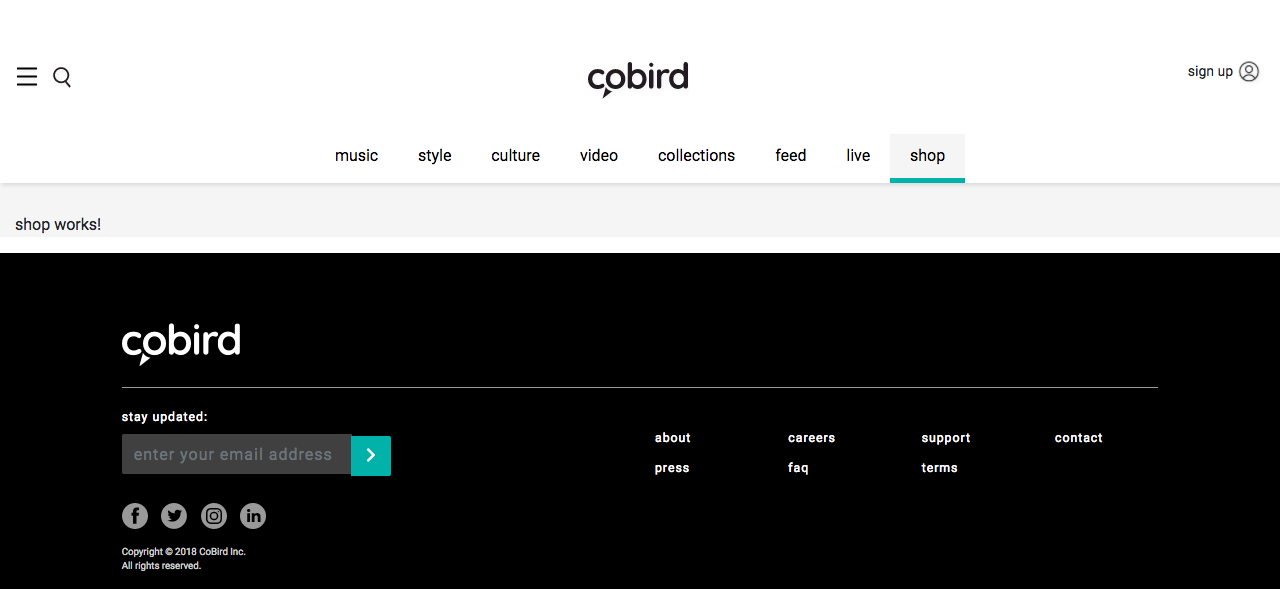 cobird
sign up
music style culture video collections feed live shop
shop works!
cobird
stay updated:
enter your email address
about careers support contact
press faq terms
Copyright © 2018 CoBird Inc.
All rights reserved.